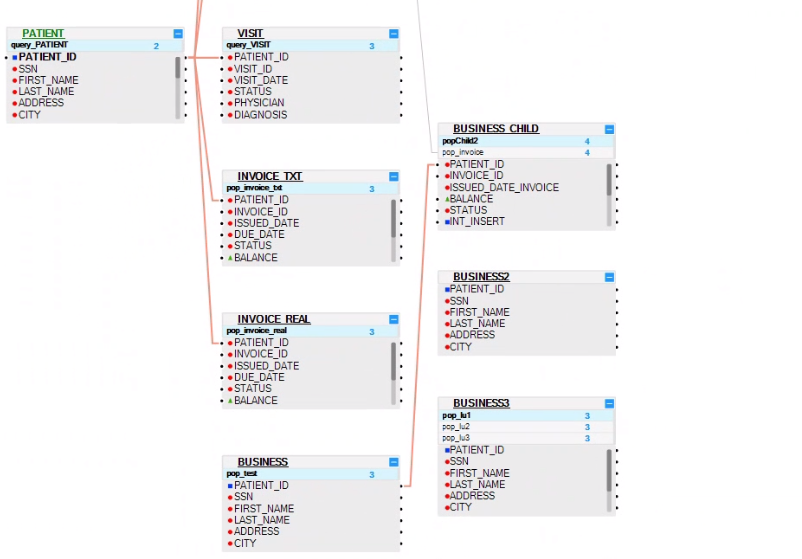 PATIENT
query_PATIENT 2
PATIENT_ID
SSN
FIRST_NAME
LAST_NAME
ADDRESS
CITY
VISIT
query_VISIT 3
PATIENT_ID
VISIT_ID
VISIT_DATE
STATUS
PHYSICIAN
DIAGNOSIS
INVOICE_TXT
pop_invoice_txt 3
PATIENT_ID
INVOICE_ID
ISSUED_DATE
DUE_DATE
STATUS
BALANCE
INVOICE_REAL
pop_invoice_real 3
PATIENT_ID
INVOICE_ID
ISSUED_DATE
DUE_DATE
STATUS
BALANCE
BUSINESS
pop_test 3
PATIENT_ID
SSN
FIRST_NAME
LAST_NAME
ADDRESS
CITY
BUSINESS_CHILD
popChild2 4
pop_invoice 4
PATIENT_ID
INVOICE_ID
ISSUED_DATE_INVOICE
BALANCE
STATUS
INT_INSERT
BUSINESS2
PATIENT_ID
SSN
FIRST_NAME
LAST_NAME
ADDRESS
CITY
BUSINESS3
pop_lu1 3
pop_lu2 3
pop_lu3 3
PATIENT_ID
SSN
FIRST_NAME
LAST_NAME
ADDRESS
CITY